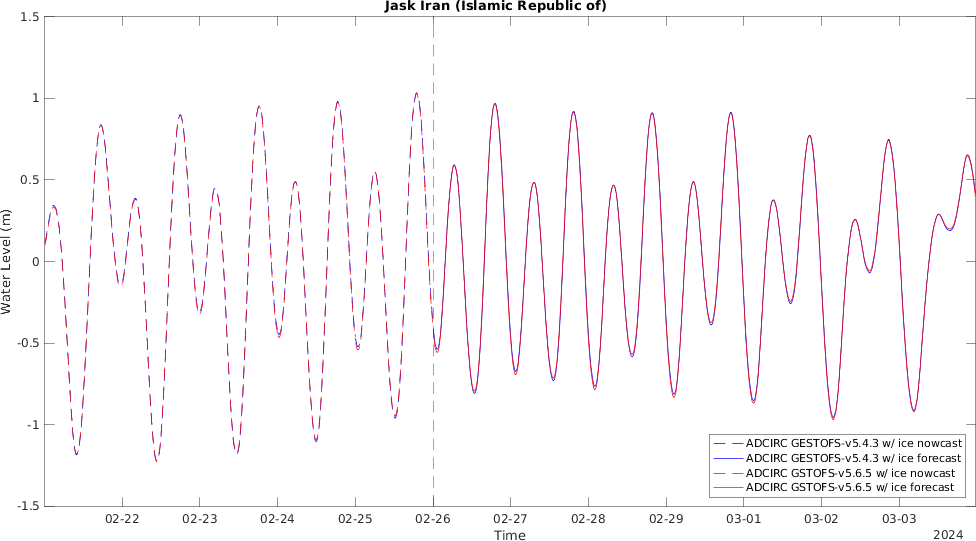 Jask Iran (Islamic Republic of)
1.5
1
0.5
0
-0.5
-1
-1.5
Water Level (m)
ADCIRC GESTOFS-v5.4.3 w/ ice nowcast
ADCIRC GESTOFS-v5.4.3 w/ ice forecast
ADCIRC GSTOFS-v5.6.5 w/ ice nowcast
ADCIRC GSTOFS-v5.6.5 w/ ice forecast
02-22 02-23 02-24 02-25 02-26 02-27 02-28 02-29 03-01 03-02 03-03
Time
2024